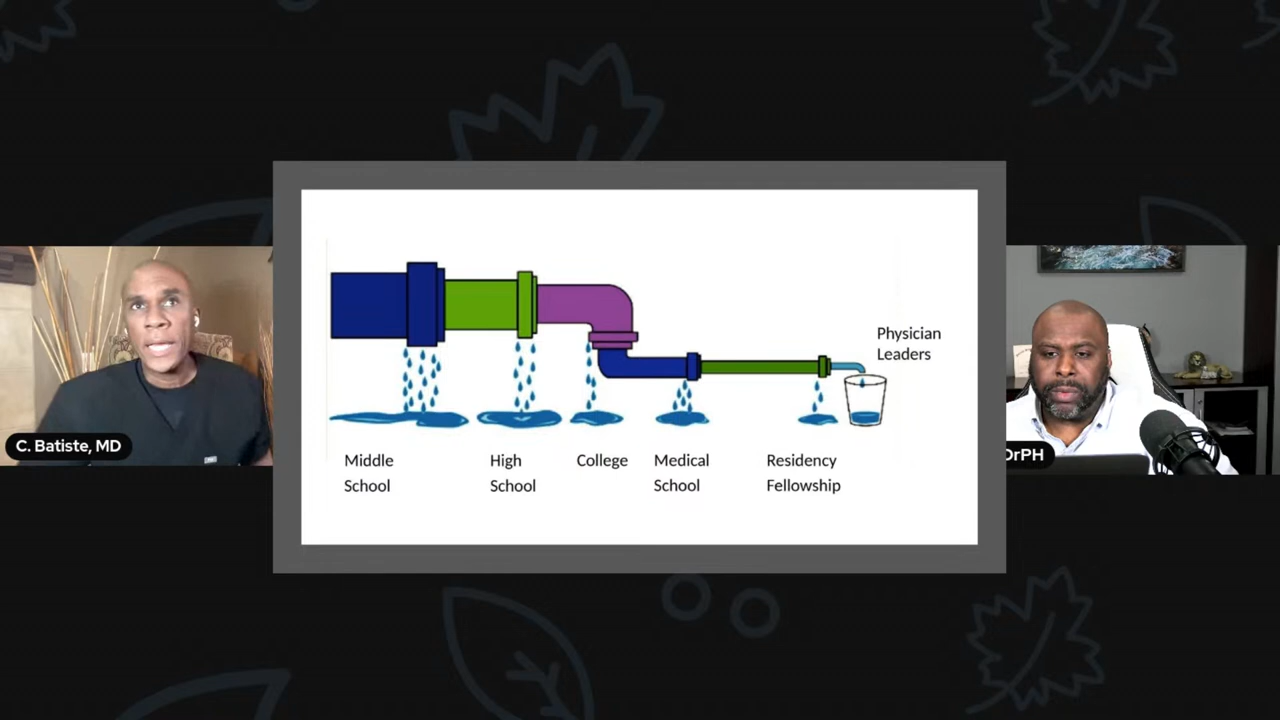 Physician
Leaders
Middle
School
High
School
College
Medical
School
Residency
Fellowship
C. Batiste, MD
DrPH